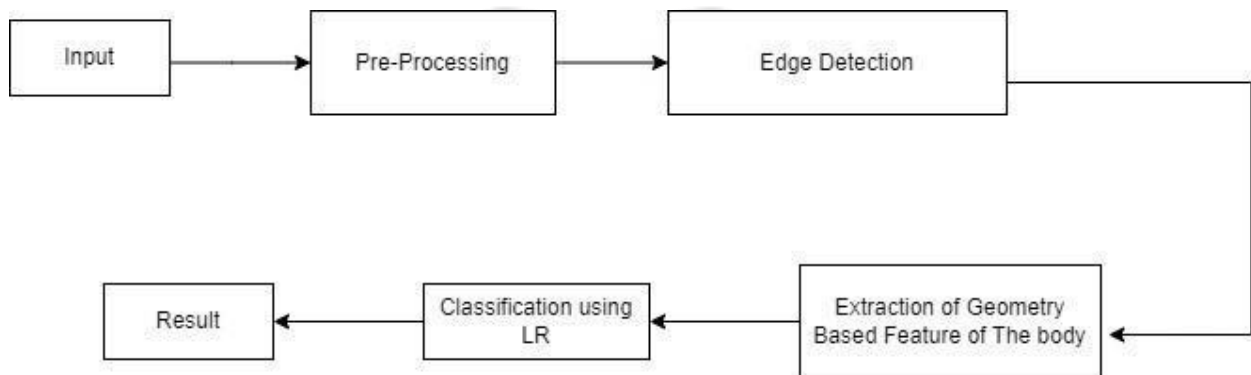 Input
Pre-Processing
Edge Detection
Extraction of Geometry
Based Feature of The body
Classification using
LR
Result